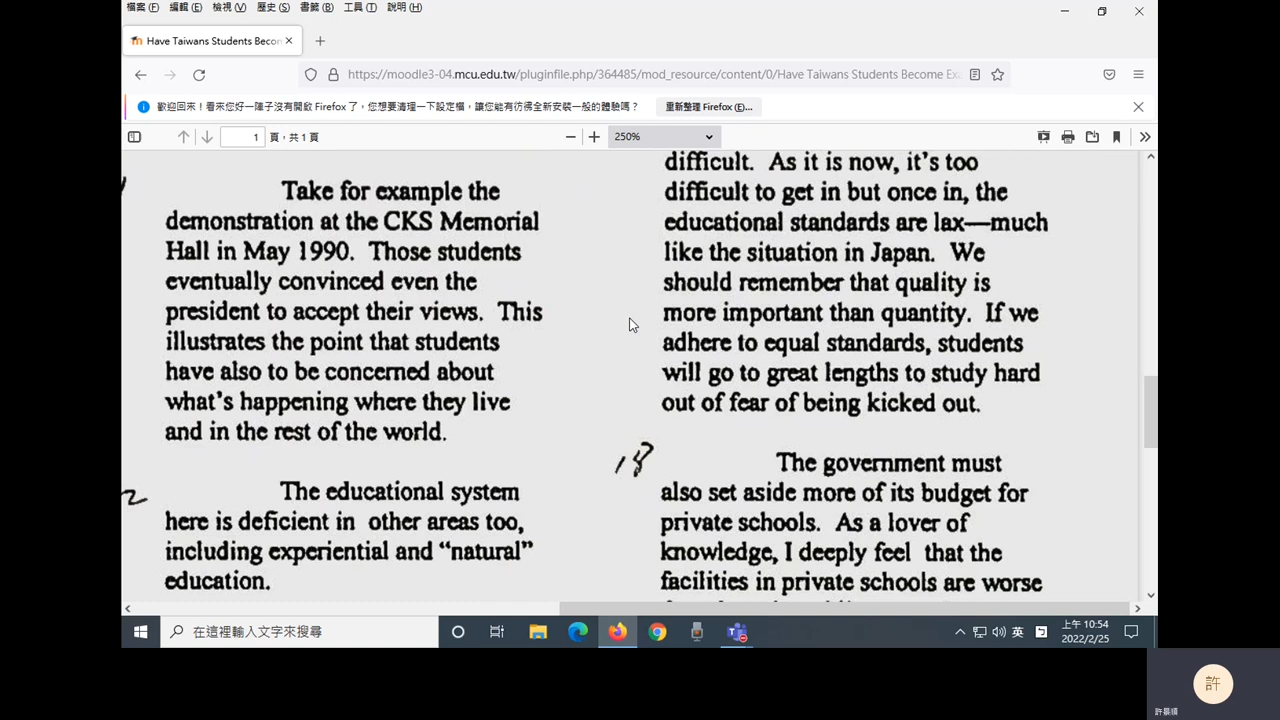 檔案(F) 編輯(E) 檢視(V) 歷史(S) 書籤(B) 工具(T) 說明(H)
Have Taiwans Students Becom
https://moodle3-04.mcu.edu.tw/pluginfile.php/364485/mod_resource/content/0/Have Taiwans Students Become Ex
歡迎回來！看來您好一陣子沒有開啟 Firefox 了，您想要清理一下設定檔，讓您能有彷彿全新安裝一般的體驗嗎？ 重新整理 Firefox (E)...
1 頁，共 1 頁 250%
Take for example the
demonstration at the CKS Memorial
Hall in May 1990. Those students
eventually convinced even the
president to accept their views. This
illustrates the point that students
have also to be concerned about
what's happening where they live
and in the rest of the world.
2
The educational system
here is deficient in other areas too,
including experiential and “natural”
education.
difficult. As it is now, it's too
difficult to get in but once in, the
educational standards are lax—much
like the situation in Japan. We
should remember that quality is
more important than quantity. If we
adhere to equal standards, students
will go to great lengths to study hard
out of fear of being kicked out.
18
The government must
also set aside more of its budget for
private schools. As a lover of
knowledge, I deeply feel that the
facilities in private schools are worse
在這裡輸入文字來搜尋
英
上午 10:54
2022/2/25
許
許慕順